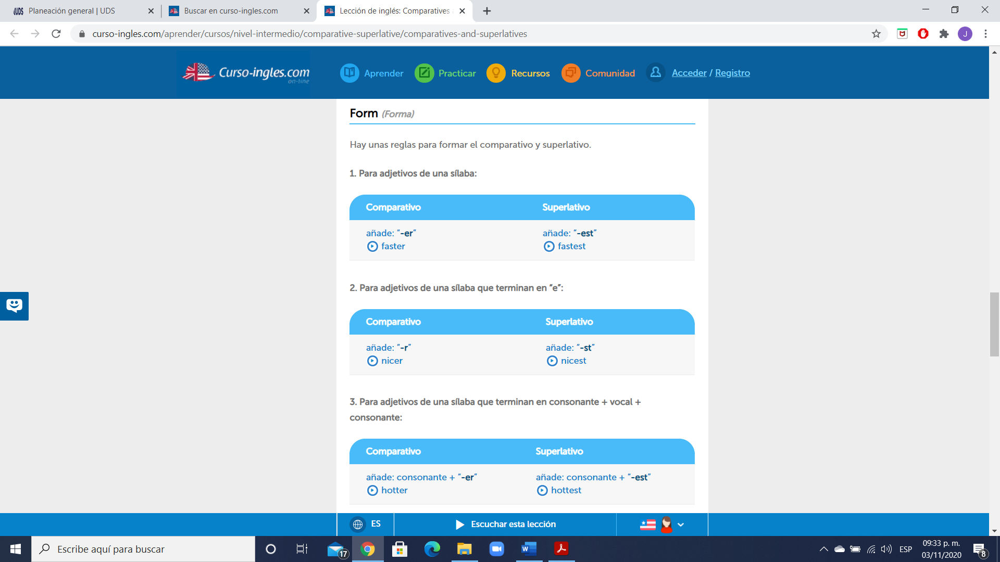 UDS Planeación general | UDS
Buscar en curso-ingles.com
Lección de inglés: Comparatives
curso-ingles.com/aprender/cursos/nivel-intermedio/comparative-superlative/comparatives-and-superlatives
J
Curso-ingles.com
on-line
Aprender
Practicar
Recursos
Comunidad
Acceder / Registro
Form (Forma)
Hay unas reglas para formar el comparativo y superlativo.
1. Para adjetivos de una sílaba:
Comparativo Superlativo
añade: “-er” añade: “-est”
faster fastest
2. Para adjetivos de una sílaba que terminan en “e”:
Comparativo Superlativo
añade: “-r” añade: “-st”
nicer nicest
3. Para adjetivos de una sílaba que terminan en consonante + vocal +
consonante:
Comparativo Superlativo
añade: consonante + “-er” añade: consonante + “-est”
hotter hottest
ES
Escuchar esta lección
Escribe aquí para buscar
17
W
ESP
09:33 p. m.
03/11/2020
8